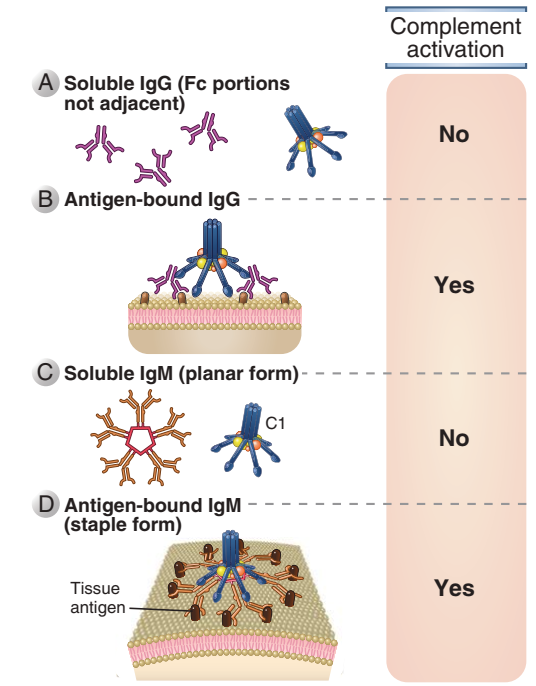 Complement
activation
A Soluble IgG (Fc portions
not adjacent)
No
B Antigen-bound IgG
Yes
C Soluble IgM (planar form)
C1
No
D Antigen-bound IgM
(staple form)
Tissue
antigen
Yes